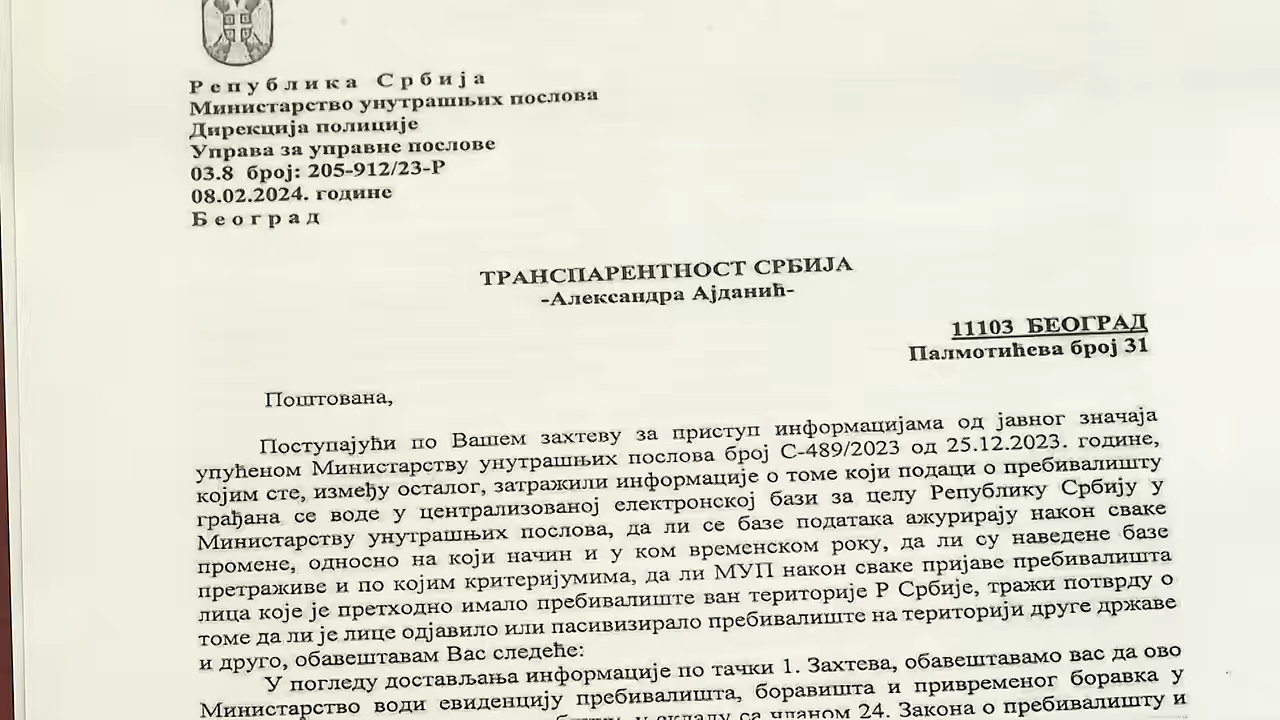 Република Србија
Министарство унутрашњих послова
Дирекција полиције
Управа за управне послове
03.8 број: 205-912/23-Р
08.02.2024. године
Београд
ТРАНСПАРЕНТНОСТ СРБИЈА
-Александра Ајданић-
11103 БЕОГРАД
Палмотићева број 31
Поштована,
Поступајући по Вашем захтеву за приступ информацијама од јавног значаја
упућеном Министарству унутрашњих послова број С-489/2023 од 25.12.2023. године,
којим сте, између осталог, затражили информације о томе који подаци о пребивалишту
грађана се воде у централизованој електронској бази за целу Републику Србију у
Министарству унутрашњих послова, да ли се базе података ажурирају након сваке
промене, односно на који начин и у ком временском року, да ли су наведене базе
претраживе и по којим критеријумима, да ли МУП након сваке пријаве пребивалишта
лица које је претходно имало пребивалиште ван територије Р Србије, тражи потврду о
томе да ли је лице одјавило или пасивизирало пребивалиште на територији друге државе
и друго, обавештавам Вас следеће:
У погледу достављања информације по тачки 1. Захтева, обавештавамо вас да ово
Министарство води евиденцију пребивалишта, боравишта и привременог боравка у
у складу са чланом 24. Закона о пребивалишту и